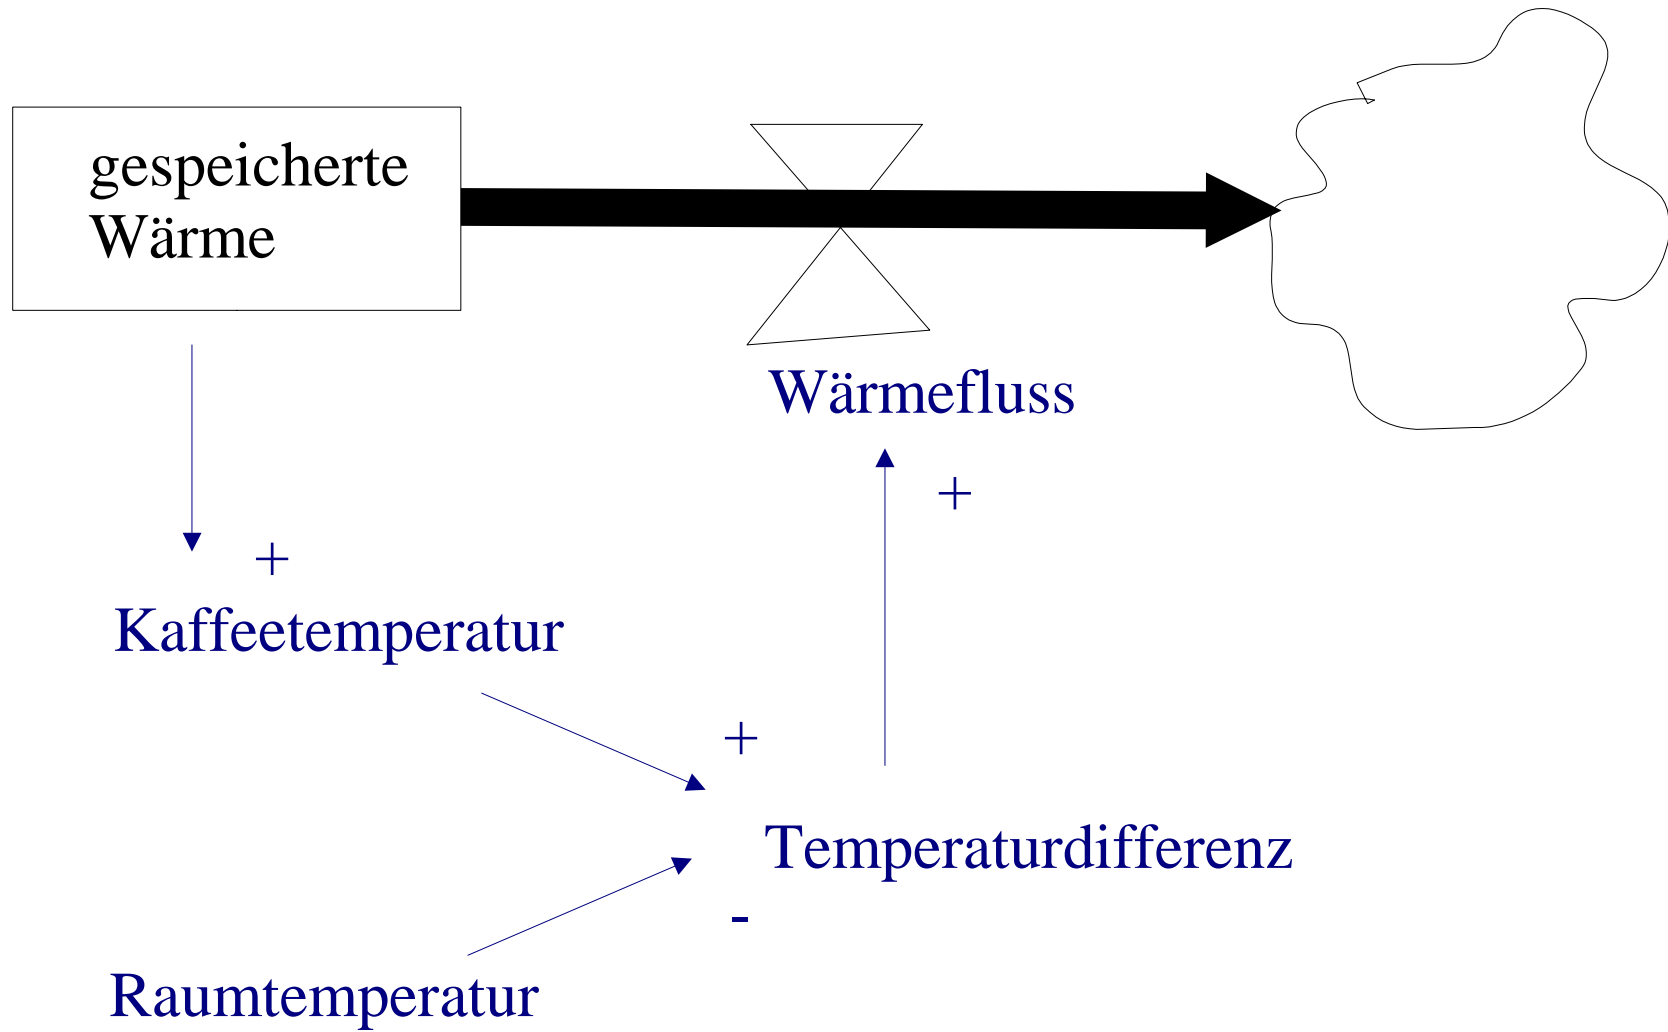 gespeicherte
Wärme
Wärmefluss
+
+
Kaffeetemperatur
+
Temperaturdifferenz
-
Raumtemperatur